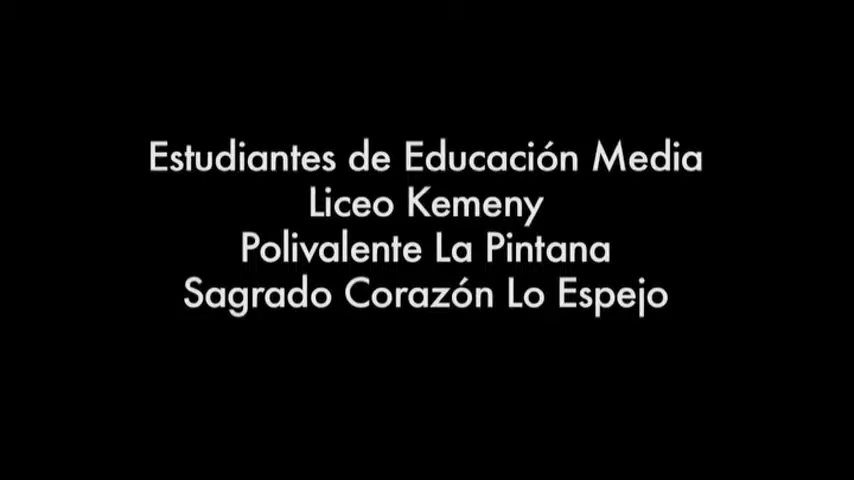 Estudiantes de Educación Media
Liceo Kemeny
Polivalente La Pintana
Sagrado Corazón Lo Espejo